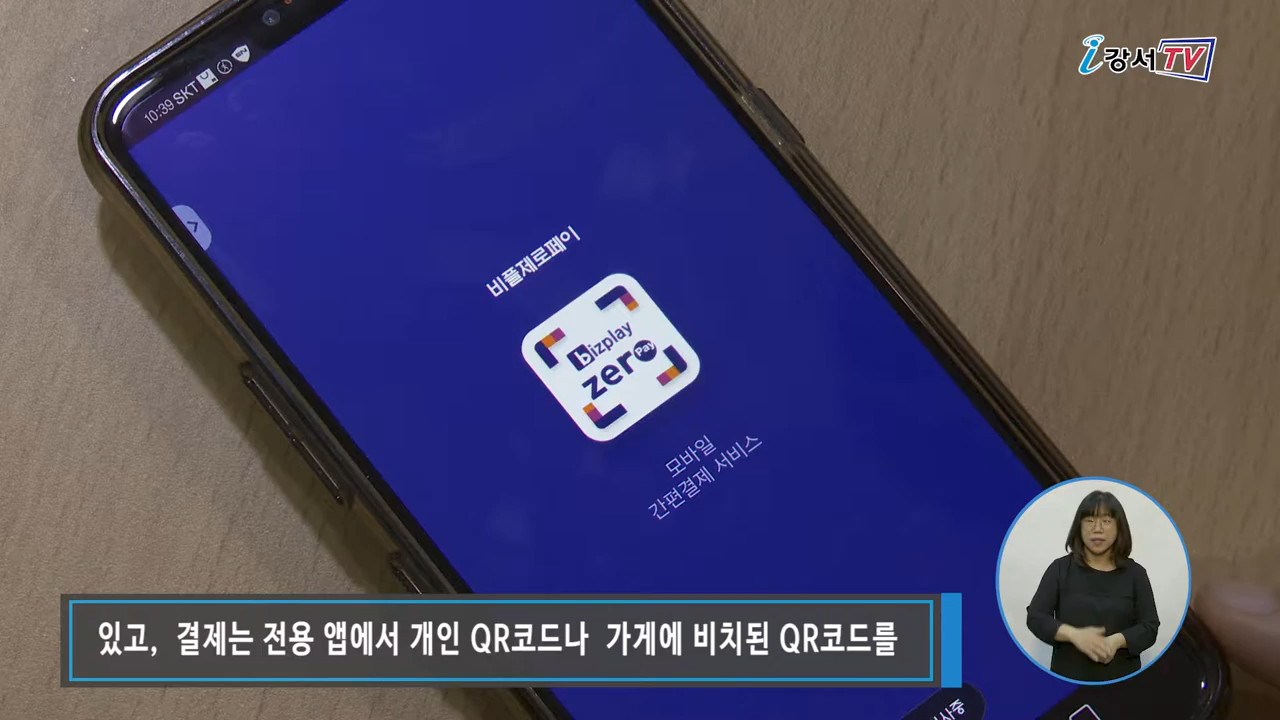 i강서TV
10:39 SKT
비플제로페이
bizplay
zero Pay
모바일
간편결제 서비스
있고, 결제는 전용 앱에서 개인 QR코드나 가게에 비치된 QR코드를